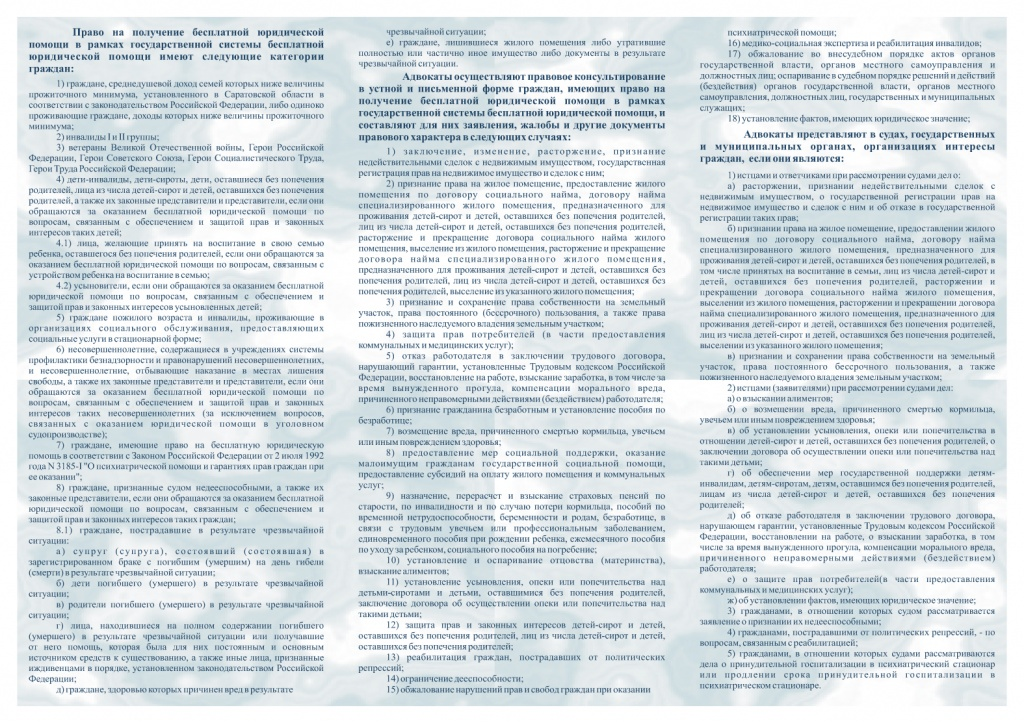 Право на получение бесплатной юридической
помощи в рамках государственной системы бесплатной
юридической помощи имеют следующие категории
граждан:
1) граждане, среднедушевой доход семей которых ниже величины
прожиточного минимума, установленного в Саратовской области в
соответствии с законодательством Российской Федерации, либо одиноко
проживающие граждане, доходы которых ниже величины прожиточного
минимума;
2) инвалиды I и II группы;
3) ветераны Великой Отечественной войны, Герои Российской
Федерации, Герои Советского Союза, Герои Социалистического Труда,
Герои Труда Российской Федерации;
4) дети-инвалиды, дети-сироты, дети, оставшиеся без попечения
родителей, лица из числа детей-сирот и детей, оставшихся без попечения
родителей, а также их законные представители и представители, если они
обращаются за оказанием бесплатной юридической помощи по
вопросам, связанным с обеспечением и защитой прав и законных
интересов таких детей;
4.1) лица, желающие принять на воспитание в свою семью
ребенка, оставшегося без попечения родителей, если они обращаются за
оказанием бесплатной юридической помощи по вопросам, связанным с
устройством ребенка на воспитание в семью;
4.2) усыновители, если они обращаются за оказанием бесплатной
юридической помощи по вопросам, связанным с обеспечением и
защитой прав и законных интересов усыновленных детей;
5) граждане пожилого возраста и инвалиды, проживающие в
организациях социального обслуживания, предоставляющих
социальные услуги в стационарной форме;
6) несовершеннолетние, содержащиеся в учреждениях системы
профилактики безнадзорности и правонарушений несовершеннолетних,
и несовершеннолетние, отбывающие наказание в местах лишения
свободы, а также их законные представители и представители, если они
обращаются за оказанием бесплатной юридической помощи по
вопросам, связанным с обеспечением и защитой прав и законных
интересов таких несовершеннолетних (за исключением вопросов,
связанных с оказанием юридической помощи в уголовном
судопроизводстве);
7) граждане, имеющие право на бесплатную юридическую
помощь в соответствии с Законом Российской Федерации от 2 июля 1992
года N 3185-I "О психиатрической помощи и гарантиях прав граждан при
ее оказании";
8) граждане, признанные судом недееспособными, а также их
законные представители, если они обращаются за оказанием бесплатной
юридической помощи по вопросам, связанным с обеспечением и
защитой прав и законных интересов таких граждан;
8.1) граждане, пострадавшие в результате чрезвычайной
ситуации:
а) супруг (супруга), состоявший (состоявшая) в
зарегистрированном браке с погибшим (умершим) на день гибели
(смерти) в результате чрезвычайной ситуации;
б) дети погибшего (умершего) в результате чрезвычайной
ситуации;
в) родители погибшего (умершего) в результате чрезвычайной
ситуации;
г) лица, находившиеся на полном содержании погибшего
(умершего) в результате чрезвычайной ситуации или получавшие
от него помощь, которая была для них постоянным и основным
источником средств к существованию, а также иные лица, признанные
иждивенцами в порядке, установленном законодательством Российской
Федерации;
д) граждане, здоровью которых причинен вред в результате
чрезвычайной ситуации;
е) граждане, лишившиеся жилого помещения либо утратившие
полностью или частично иное имущество либо документы в результате
чрезвычайной ситуации.
Адвокаты осуществляют правовое консультирование
в устной и письменной форме граждан, имеющих право на
получение бесплатной юридической помощи в рамках
государственной системы бесплатной юридической помощи, и
составляют для них заявления, жалобы и другие документы
правового характера в следующих случаях:
1) заключение, изменение, расторжение, признание
недействительными сделок с недвижимым имуществом, государственная
регистрация прав на недвижимое имущество и сделок с ним;
2) признание права на жилое помещение, предоставление жилого
помещения по договору социального найма, договору найма
специализированного жилого помещения, предназначенного для
проживания детей-сирот и детей, оставшихся без попечения родителей,
лиц из числа детей-сирот и детей, оставшихся без попечения родителей,
расторжение и прекращение договора социального найма жилого
помещения, выселение из жилого помещения, расторжение и прекращение
договора найма специализированного жилого помещения,
предназначенного для проживания детей-сирот и детей, оставшихся без
попечения родителей, лиц из числа детей-сирот и детей, оставшихся без
попечения родителей, выселение из указанного жилого помещения;
3) признание и сохранение права собственности на земельный
участок, права постоянного (бессрочного) пользования, а также права
пожизненного наследуемого владения земельным участком;
4) защита прав потребителей (в части предоставления
коммунальных и медицинских услуг);
5) отказ работодателя в заключении трудового договора,
нарушающий гарантии, установленные Трудовым кодексом Российской
Федерации, восстановление на работе, взыскание заработка, в том числе за
время вынужденного прогула, компенсации морального вреда,
причиненного неправомерными действиями (бездействием) работодателя;
6) признание гражданина безработным и установление пособия по
безработице;
7) возмещение вреда, причиненного смертью кормильца, увечьем
или иным повреждением здоровья;
8) предоставление мер социальной поддержки, оказание
малоимущим гражданам государственной социальной помощи,
предоставление субсидий на оплату жилого помещения и коммунальных
услуг;
9) назначение, перерасчет и взыскание страховых пенсий по
старости, по инвалидности и по случаю потери кормильца, пособий по
временной нетрудоспособности, беременности и родам, безработице, в
связи с трудовым увечьем или профессиональным заболеванием,
единовременного пособия при рождении ребенка, ежемесячного пособия
по уходу за ребенком, социального пособия на погребение;
10) установление и оспаривание отцовства (материнства),
взыскание алиментов;
11) установление усыновления, опеки или попечительства над
детьми-сиротами и детьми, оставшимися без попечения родителей,
заключение договора об осуществлении опеки или попечительства над
такими детьми;
12) защита прав и законных интересов детей-сирот и детей,
оставшихся без попечения родителей, лиц из числа детей-сирот и детей,
оставшихся без попечения родителей;
13) реабилитация граждан, пострадавших от политических
репрессий;
14) ограничение дееспособности;
15) обжалование нарушений прав и свобод граждан при оказании
психиатрической помощи;
16) медико-социальная экспертиза и реабилитация инвалидов;
17) обжалование во внесудебном порядке актов органов
государственной власти, органов местного самоуправления и
должностных лиц; оспаривание в судебном порядке решений и действий
(бездействия) органов государственной власти, органов местного
самоуправления, должностных лиц, государственных и муниципальных
служащих;
18) установление фактов, имеющих юридическое значение;
Адвокаты представляют в судах, государственных
и муниципальных органах, организациях интересы
граждан, если они являются:
1) истцами и ответчиками при рассмотрении судами дел о:
а) расторжении, признании недействительными сделок с
недвижимым имуществом, о государственной регистрации прав на
недвижимое имущество и сделок с ним и об отказе в государственной
регистрации таких прав;
б) признании права на жилое помещение, предоставлении жилого
помещения по договору социального найма, договору найма
специализированного жилого помещения, предназначенного для
проживания детей-сирот и детей, оставшихся без попечения родителей, в
том числе принятых на воспитание в семьи, лиц из числа детей-сирот и
детей, оставшихся без попечения родителей, расторжении и
прекращении договора социального найма жилого помещения,
выселении из жилого помещения, расторжении и прекращении договора
найма специализированного жилого помещения, предназначенного для
проживания детей-сирот и детей, оставшихся без попечения родителей,
лиц из числа детей-сирот и детей, оставшихся без попечения родителей,
выселении из указанного жилого помещения;
в) признании и сохранении права собственности на земельный
участок, права постоянного бессрочного пользования, а также
пожизненного наследуемого владения земельным участком;
2) истцами (заявителями) при рассмотрении судами дел:
а) о взыскании алиментов;
б) о возмещении вреда, причиненного смертью кормильца,
увечьем или иным повреждением здоровья;
в) об установлении усыновления, опеки или попечительства в
отношении детей-сирот и детей, оставшихся без попечения родителей, о
заключении договора об осуществлении опеки или попечительства над
такими детьми;
г) об обеспечении мер государственной поддержки детям-
инвалидам, детям-сиротам, детям, оставшимся без попечения родителей,
лицам из числа детей-сирот и детей, оставшихся без попечения
родителей;
д) об отказе работодателя в заключении трудового договора,
нарушающем гарантии, установленные Трудовым кодексом Российской
Федерации, восстановлении на работе, о взыскании заработка, в том
числе за время вынужденного прогула, компенсации морального вреда,
причиненного неправомерными действиями (бездействием)
работодателя;
е) о защите прав потребителей(в части предоставления
коммунальных и медицинских услуг);
ж) об установлении фактов, имеющих юридическое значение;
3) гражданами, в отношении которых судом рассматривается
заявление о признании их недееспособными;
4) гражданами, пострадавшими от политических репрессий, - по
вопросам, связанным с реабилитацией;
5) гражданами, в отношении которых судами рассматриваются
дела о принудительной госпитализации в психиатрический стационар
или продлении срока принудительной госпитализации в
психиатрическом стационаре.